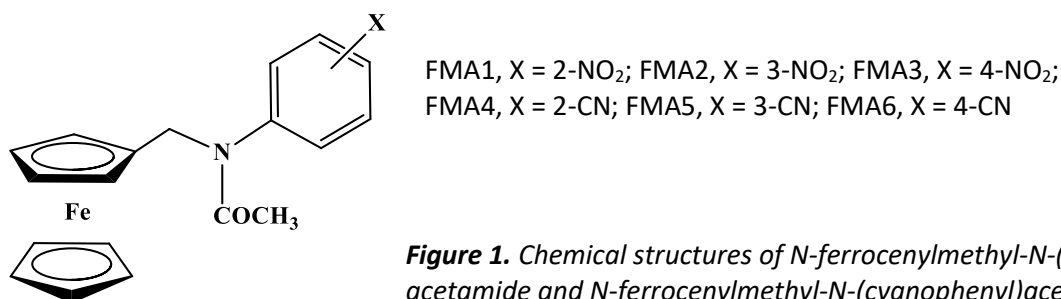 X
FMA1, X = 2-NO₂; FMA2, X = 3-NO₂; FMA3, X = 4-NO₂;
FMA4, X = 2-CN; FMA5, X = 3-CN; FMA6, X = 4-CN
N
Fe
COCH₃
Figure 1. Chemical structures of N-ferrocenylmethyl-N-(
acetamide and N-ferrocenylmethyl-N-(cyanophenyl)ace